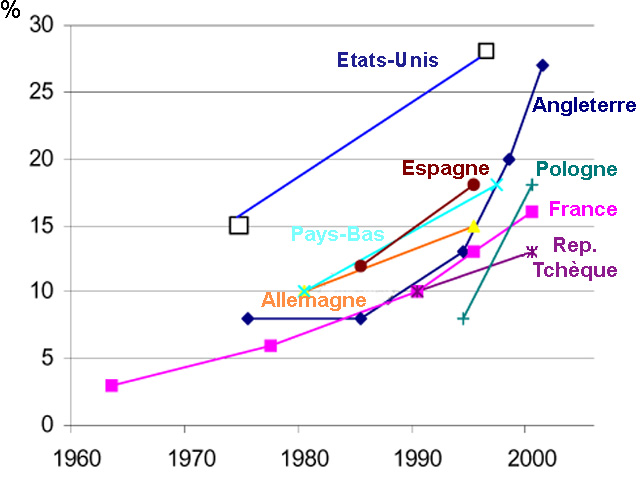 %
30
Etats-Unis
25
Angleterre
20
Espagne
Pologne
15
France
Pays-Bas
Rep.
Tchèque
10
Allemagne
5
0
1960 1970 1980 1990 2000